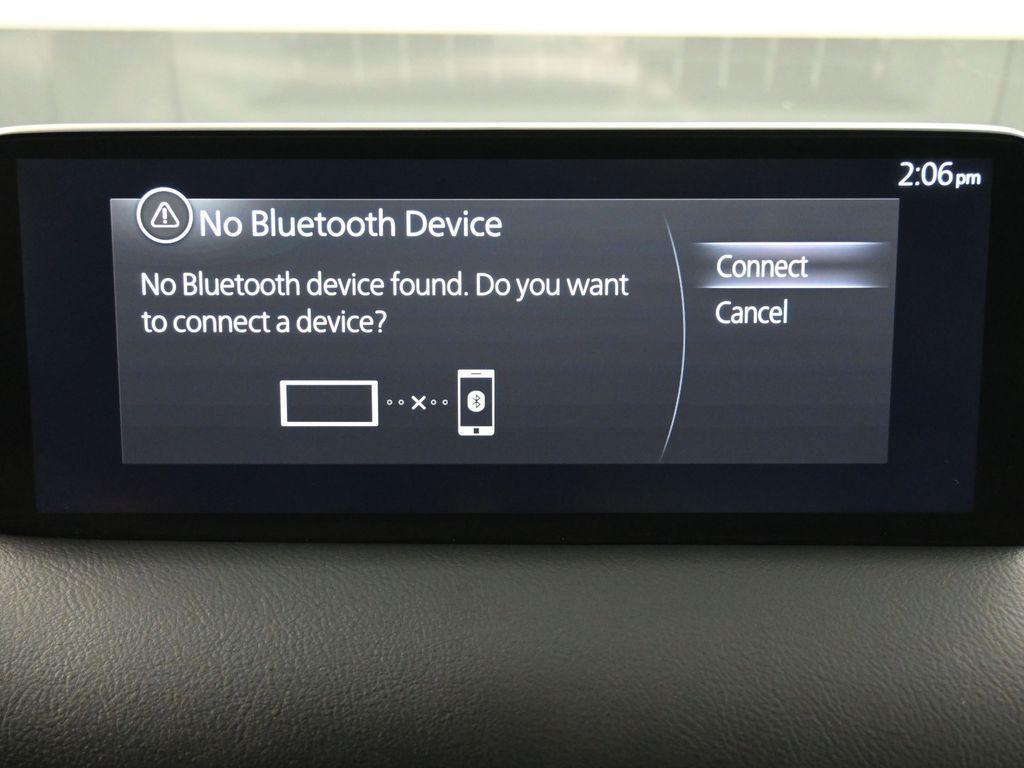 2:06pm
No Bluetooth Device
No Bluetooth device found. Do you want
to connect a device?
Connect
Cancel